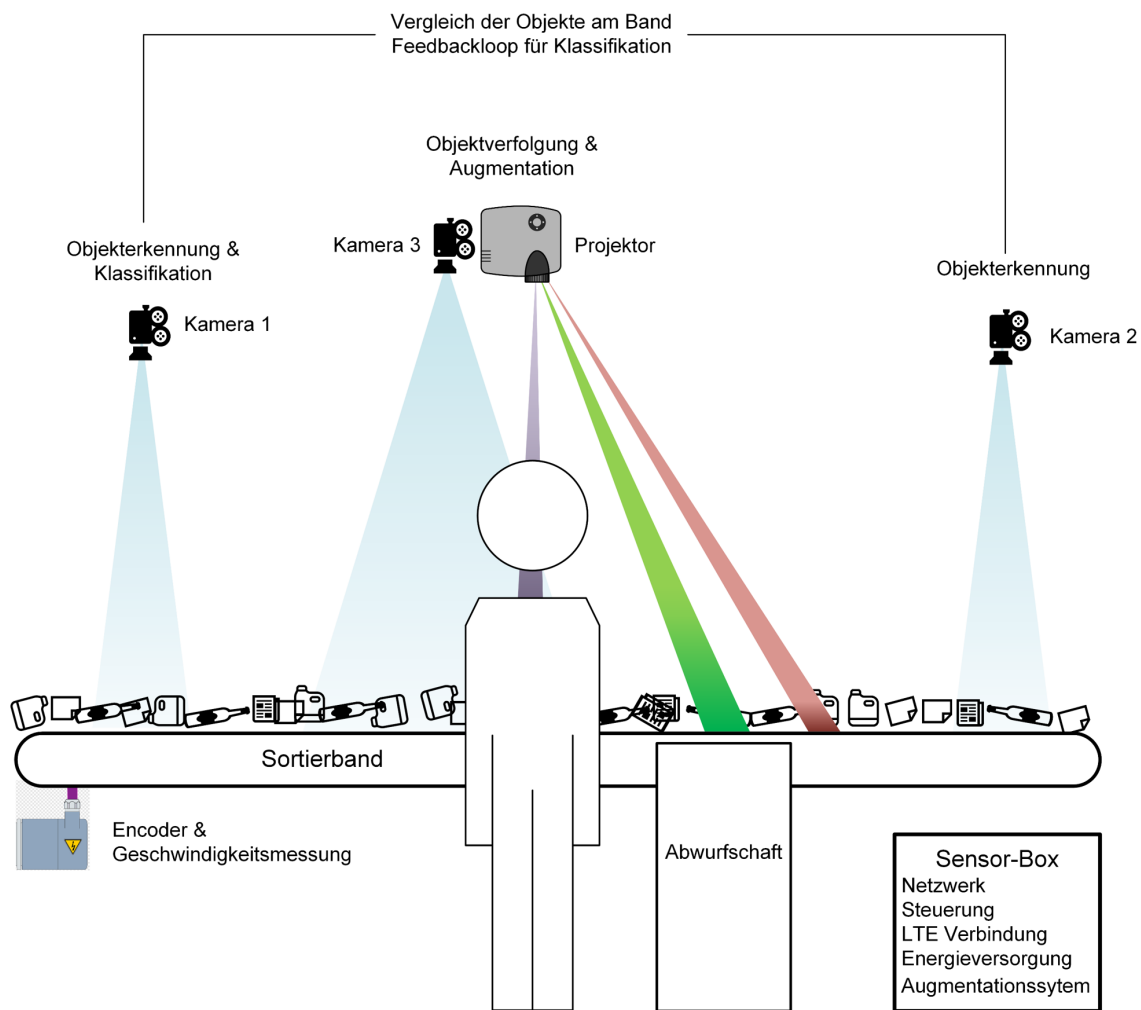 Vergleich der Objekte am Band
Feedbackloop für Klassifikation
Objektverfolgung &
Augmentation
Kamera 3
Projektor
Objekterkennung &
Klassifikation
Kamera 1
Objekterkennung
Kamera 2
Sortierband
Encoder &
Geschwindigkeitsmessung
Abwurfschaft
Sensor-Box
Netzwerk
Steuerung
LTE Verbindung
Energieversorgung
Augmentationssytem